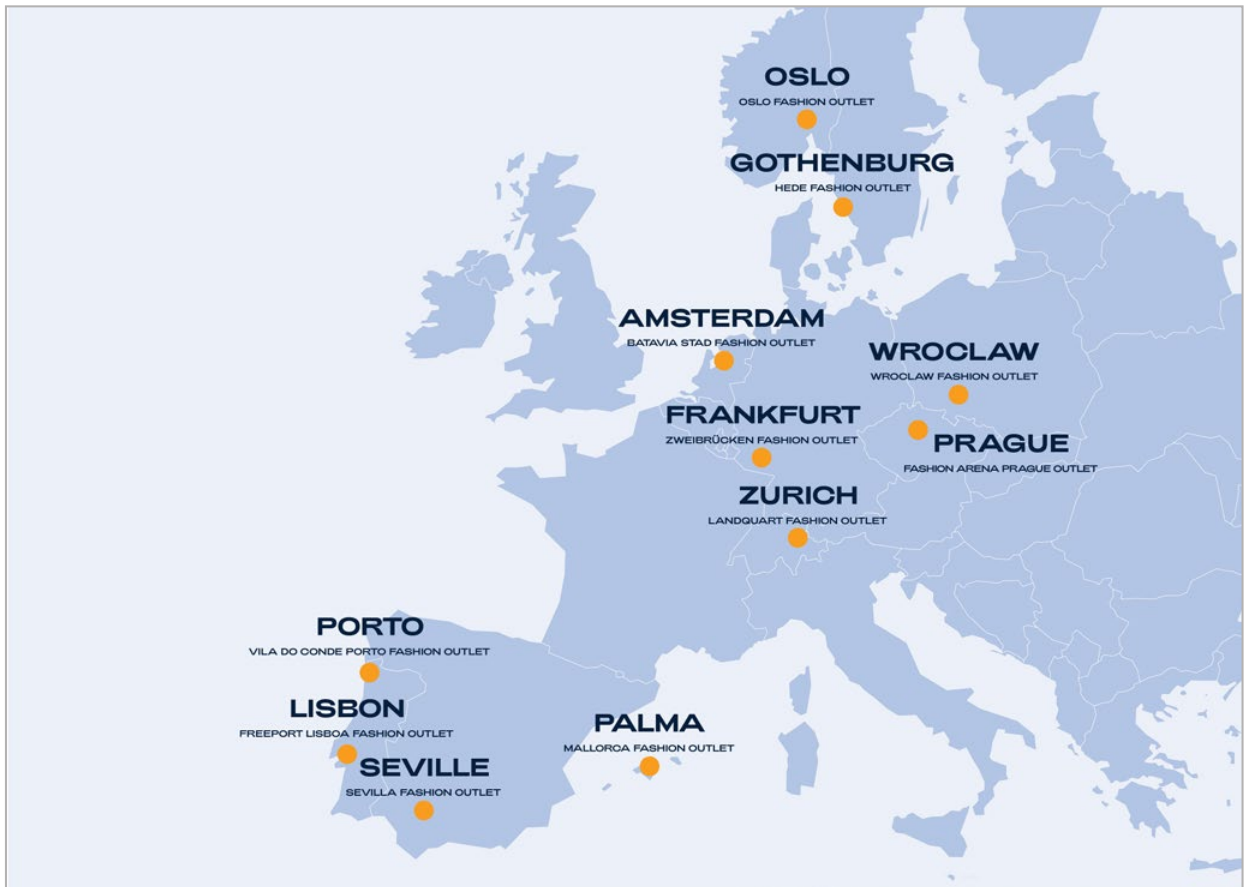 OSLO
OSLO FASHION OUTLET
GOTHENBURG
HEDE FASHION OUTLET
AMSTERDAM
BATAVIA STAD FASHION OUTLET
WROCLAW
WROCLAW FASHION OUTLET
FRANKFURT
ZWEIBRÜCKEN FASHION OUTLET
PRAGUE
FASHION ARENA PRAGUE OUTLET
ZURICH
LANDQUART FASHION OUTLET
PORTO
VILA DO CONDE PORTO FASHION OUTLET
LISBON
FREEPORT LISBOA FASHION OUTLET
PALMA
MALLORCA FASHION OUTLET
SEVILLE
SEVILLA FASHION OUTLET